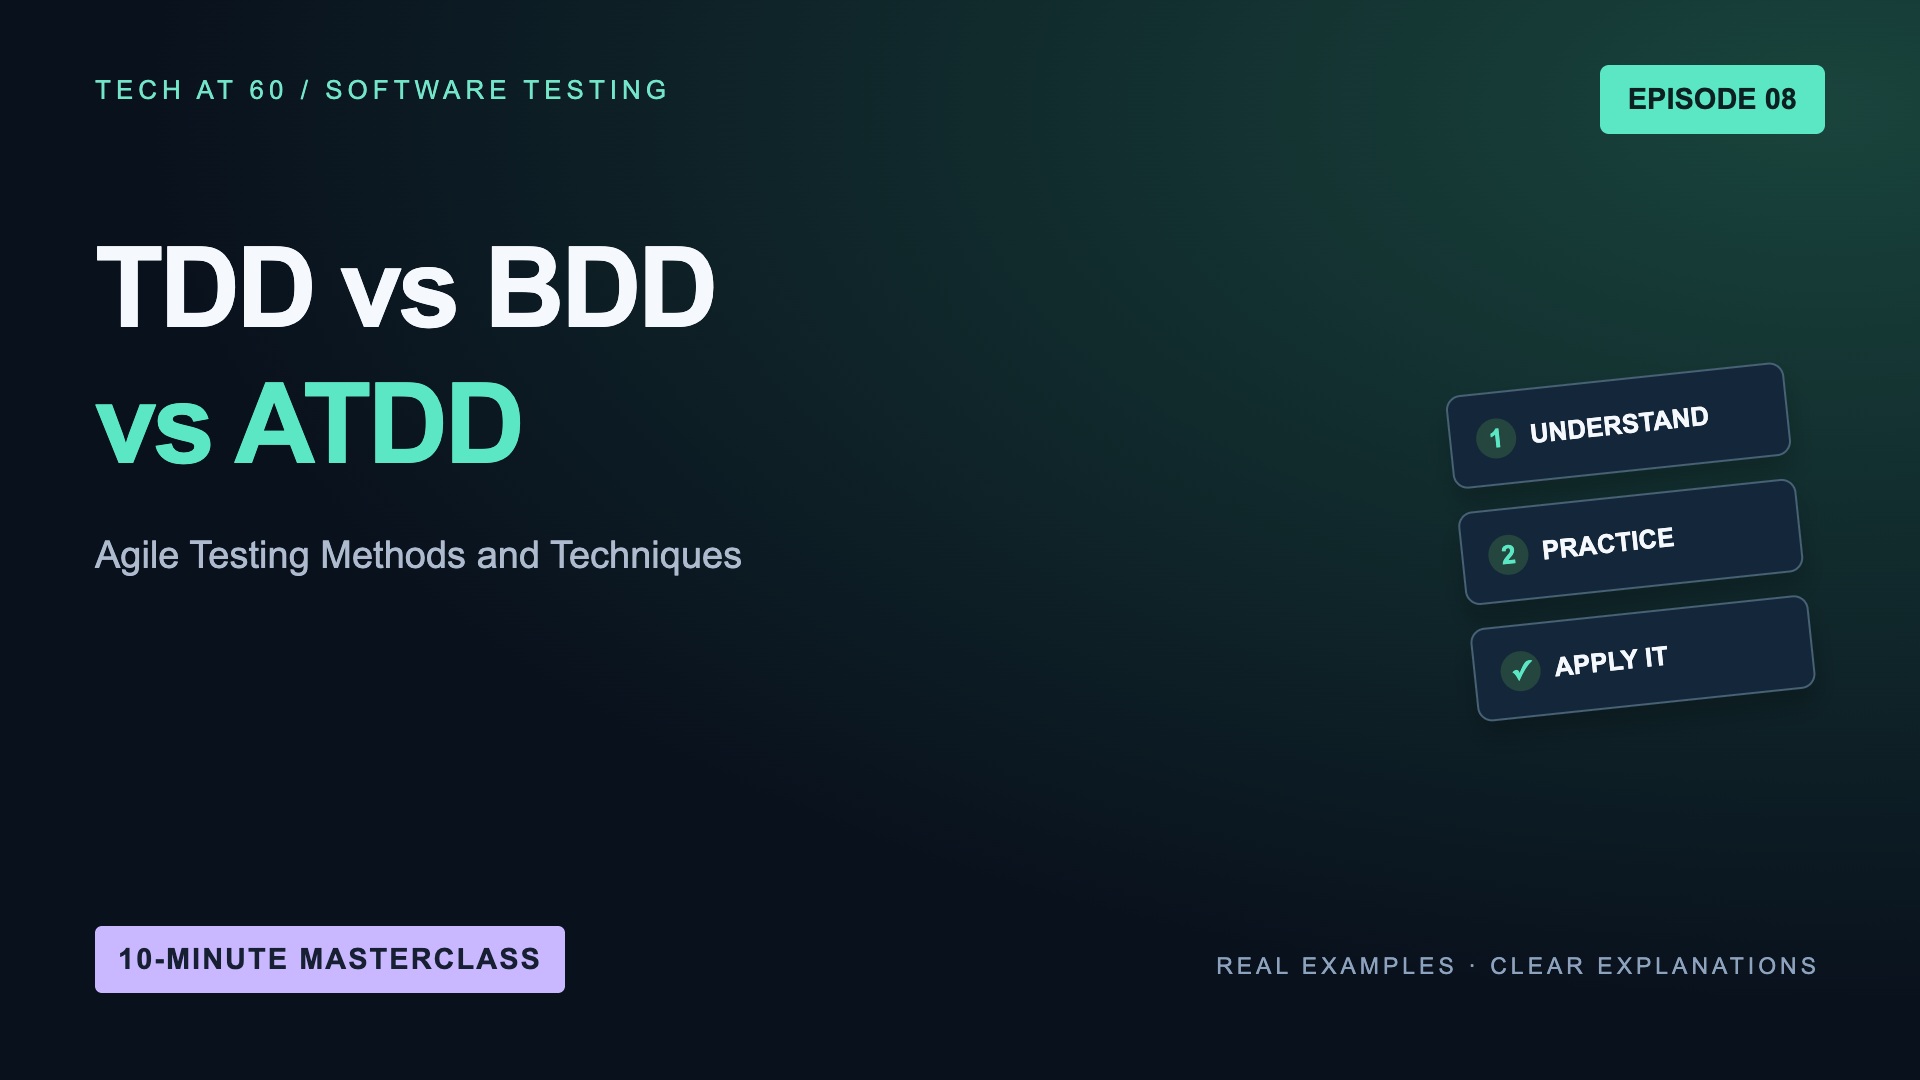 TECH AT 60 / SOFTWARE TESTING
EPISODE 08
TDD vs BDD
vs ATDD
Agile Testing Methods and Techniques
1 UNDERSTAND
2 PRACTICE
✓ APPLY IT
10-MINUTE MASTERCLASS
REAL EXAMPLES · CLEAR EXPLANATIONS